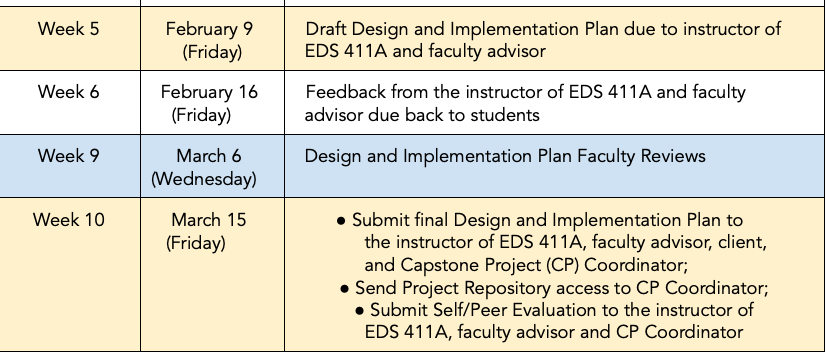 Week 5
February 9
(Friday)
Draft Design and Implementation Plan due to instructor of
EDS 411A and faculty advisor
Week 6
February 16
(Friday)
Feedback from the instructor of EDS 411A and faculty
advisor due back to students
Week 9
March 6
(Wednesday)
Design and Implementation Plan Faculty Reviews
Week 10
March 15
(Friday)
● Submit final Design and Implementation Plan to
the instructor of EDS 411A, faculty advisor, client,
and Capstone Project (CP) Coordinator;
● Send Project Repository access to CP Coordinator;
● Submit Self/Peer Evaluation to the instructor of
EDS 411A, faculty advisor and CP Coordinator